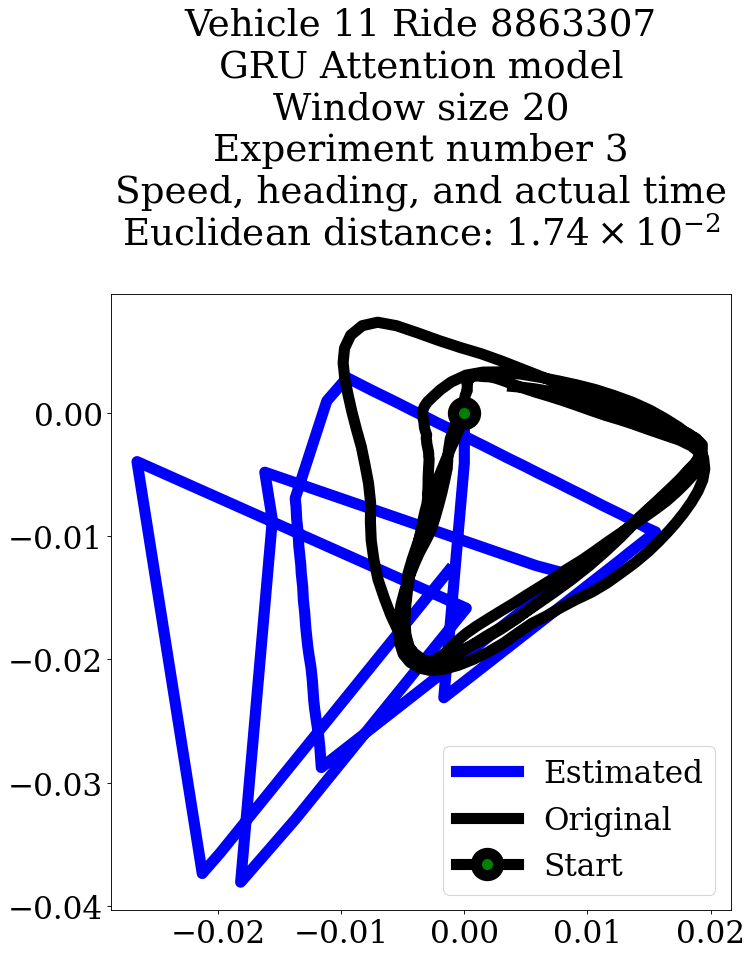 Vehicle 11 Ride 8863307
GRU Attention model
Window size 20
Experiment number 3
Speed, heading, and actual time
Euclidean distance: 1.74 × 10⁻²
0.00
−0.01
−0.02
−0.03
−0.04
Estimated
Original
Start
−0.02 −0.01 0.00 0.01 0.02